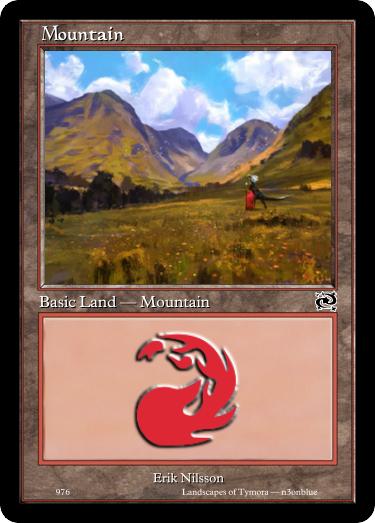 Mountain
Basic Land — Mountain
Erik Nilsson
976 Landscapes of Tymora — n3onblue